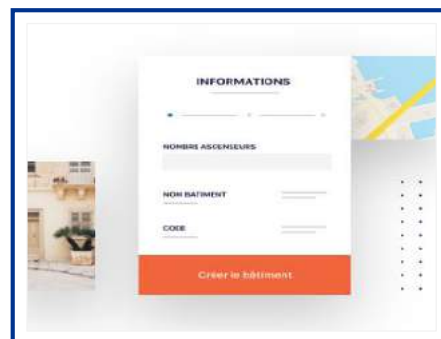 INFORMATIONS
NOMBRE ASCENSEURS
NOM BATIMENT
CODE
Créer le bâtiment